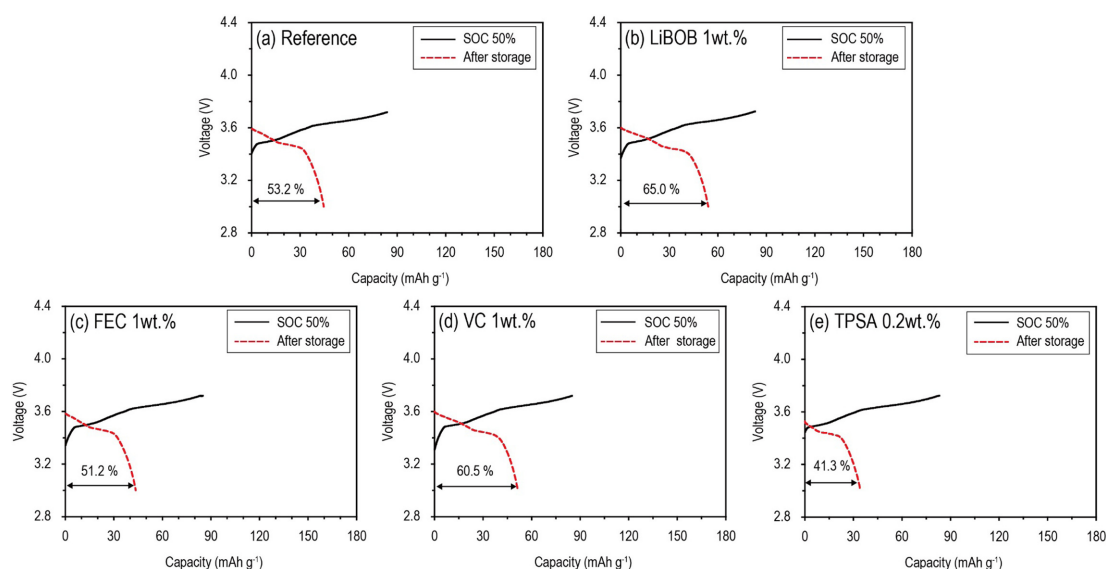 (a) Reference
SOC 50%
After storage
4.4
4.0
3.6
3.2
2.8
Voltage (V)
53.2 %
0 30 60 90 120 150 180
Capacity (mAh g-1)
(b) LiBOB 1wt.%
SOC 50%
After storage
4.4
4.0
3.6
3.2
2.8
Voltage (V)
65.0 %
0 30 60 90 120 150 180
Capacity (mAh g-1)
(c) FEC 1wt.%
SOC 50%
After storage
4.4
4.0
3.6
3.2
2.8
Voltage (V)
51.2 %
0 30 60 90 120 150 180
Capacity (mAh g-1)
(d) VC 1wt.%
SOC 50%
After storage
4.4
4.0
3.6
3.2
2.8
Voltage (V)
60.5 %
0 30 60 90 120 150 180
Capacity (mAh g-1)
(e) TPSA 0.2wt.%
SOC 50%
After storage
4.4
4.0
3.6
3.2
2.8
Voltage (V)
41.3 %
0 30 60 90 120 150 180
Capacity (mAh g-1)